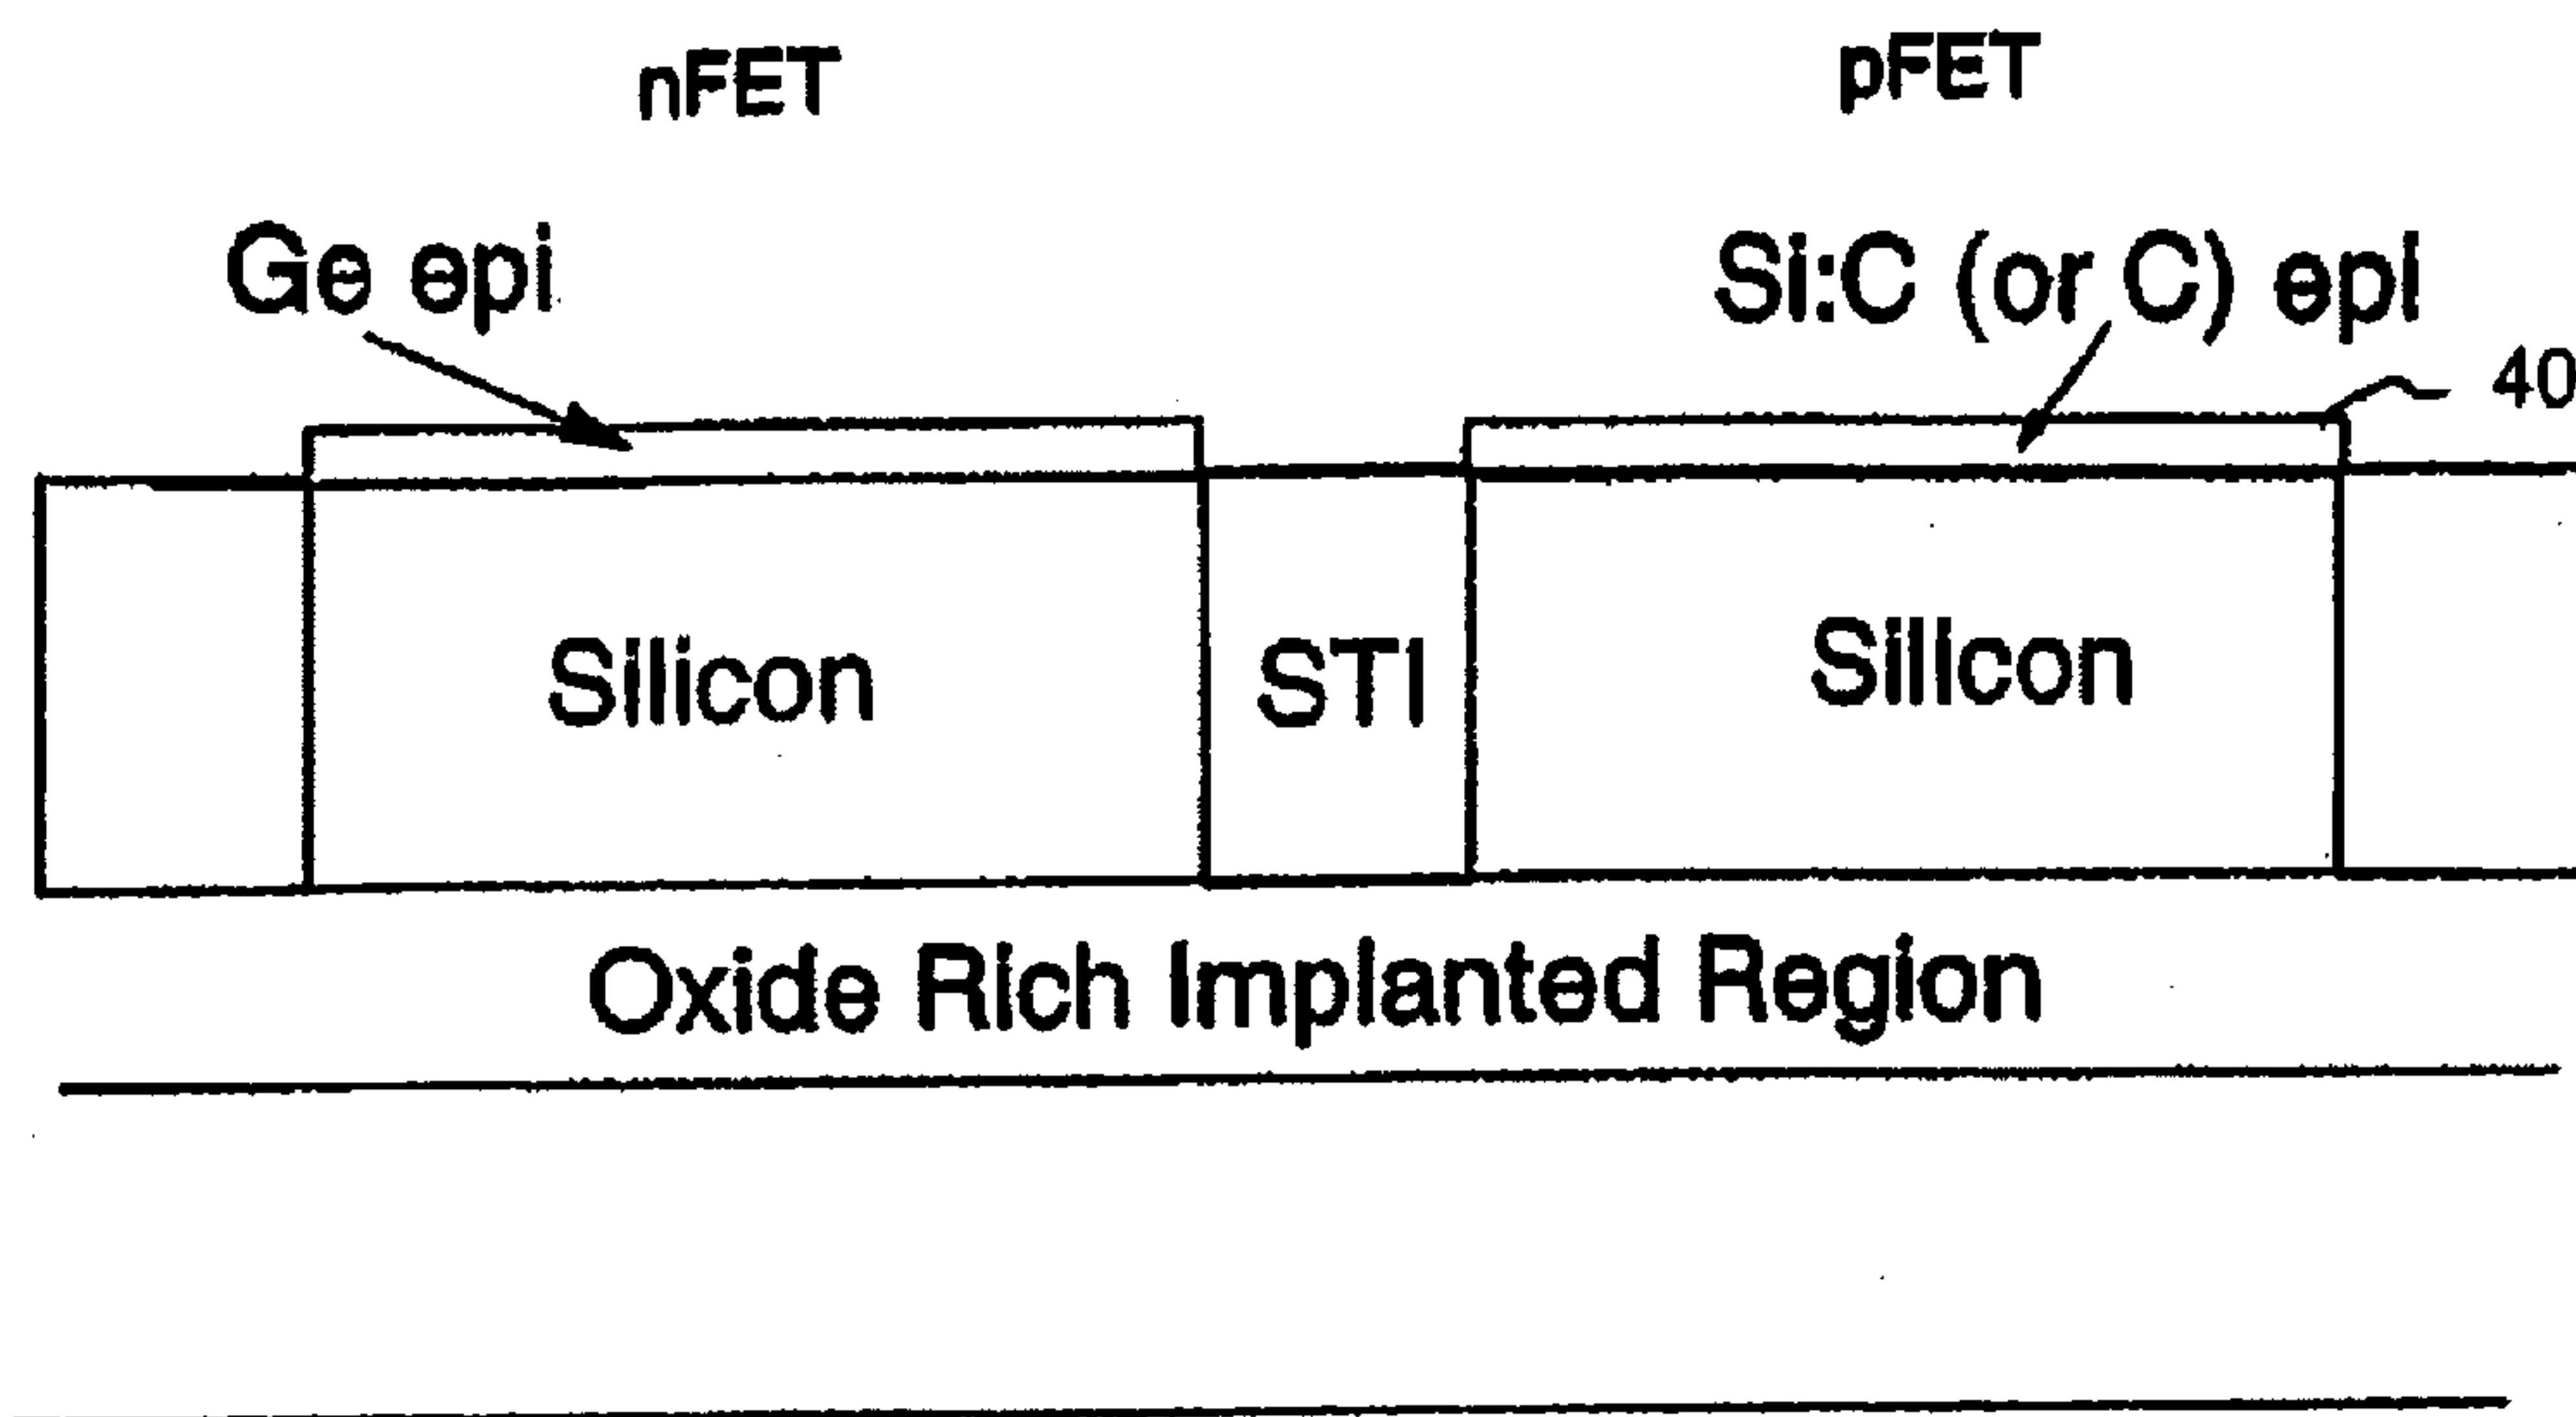 nFET
pFET
Ge epi
Si:C (or C) epi
40
Silicon
STI
Silicon
Oxide Rich Implanted Region